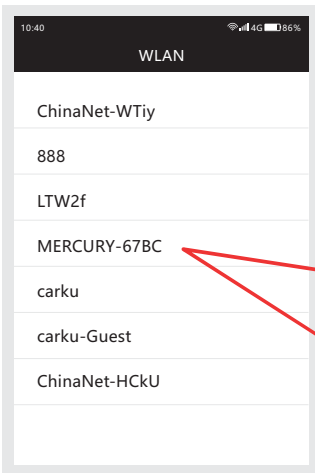 10:40 4G 86%
WLAN
ChinaNet-WTiy
888
LTW2f
MERCURY-67BC
carku
carku-Guest
ChinaNet-HCkU